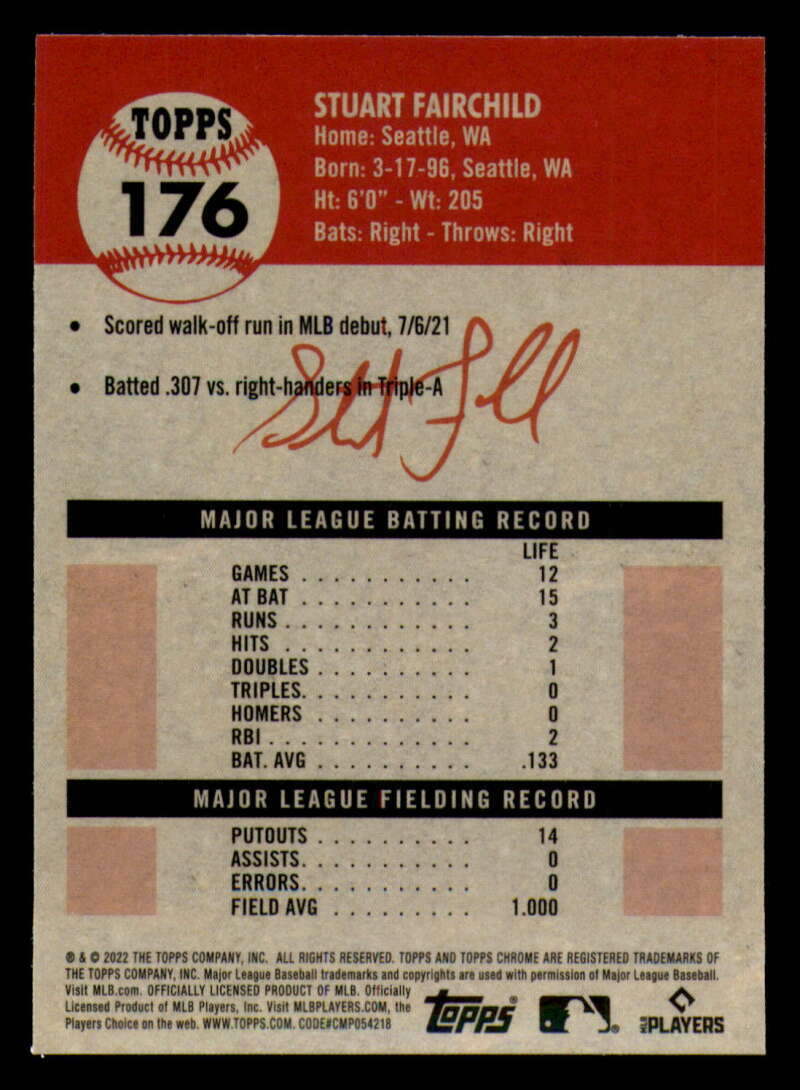 TOPPS
176
STUART FAIRCHILD
Home: Seattle, WA
Born: 3-17-96, Seattle, WA
Ht: 6'0" - Wt: 205
Bats: Right - Throws: Right
• Scored walk-off run in MLB debut, 7/6/21
• Batted .307 vs. right-handers in Triple-A
MAJOR LEAGUE BATTING RECORD
LIFE
GAMES . . . . . . . . . . . 12
AT BAT . . . . . . . . . . . 15
RUNS . . . . . . . . . . . . 3
HITS . . . . . . . . . . . . 2
DOUBLES . . . . . . . . . . 1
TRIPLES. . . . . . . . . . . 0
HOMERS . . . . . . . . . . 0
RBI . . . . . . . . . . . . . 2
BAT. AVG . . . . . . . . . . .133
MAJOR LEAGUE FIELDING RECORD
PUTOUTS . . . . . . . . . . 14
ASSISTS. . . . . . . . . . . 0
ERRORS. . . . . . . . . . . 0
FIELD AVG . . . . . . . . . 1.000
® & © 2022 THE TOPPS COMPANY, INC. ALL RIGHTS RESERVED. TOPPS AND TOPPS CHROME ARE REGISTERED TRADEMARKS OF
THE TOPPS COMPANY, INC. Major League Baseball trademarks and copyrights are used with permission of Major League Baseball.
Visit MLB.com. OFFICIALLY LICENSED PRODUCT OF MLB. Officially
Licensed Product of MLB Players, Inc. Visit MLBPLAYERS.COM, the
Players Choice on the web. WWW.TOPPS.COM. CODE#CMP054218
Topps®
MLB PLAYERS